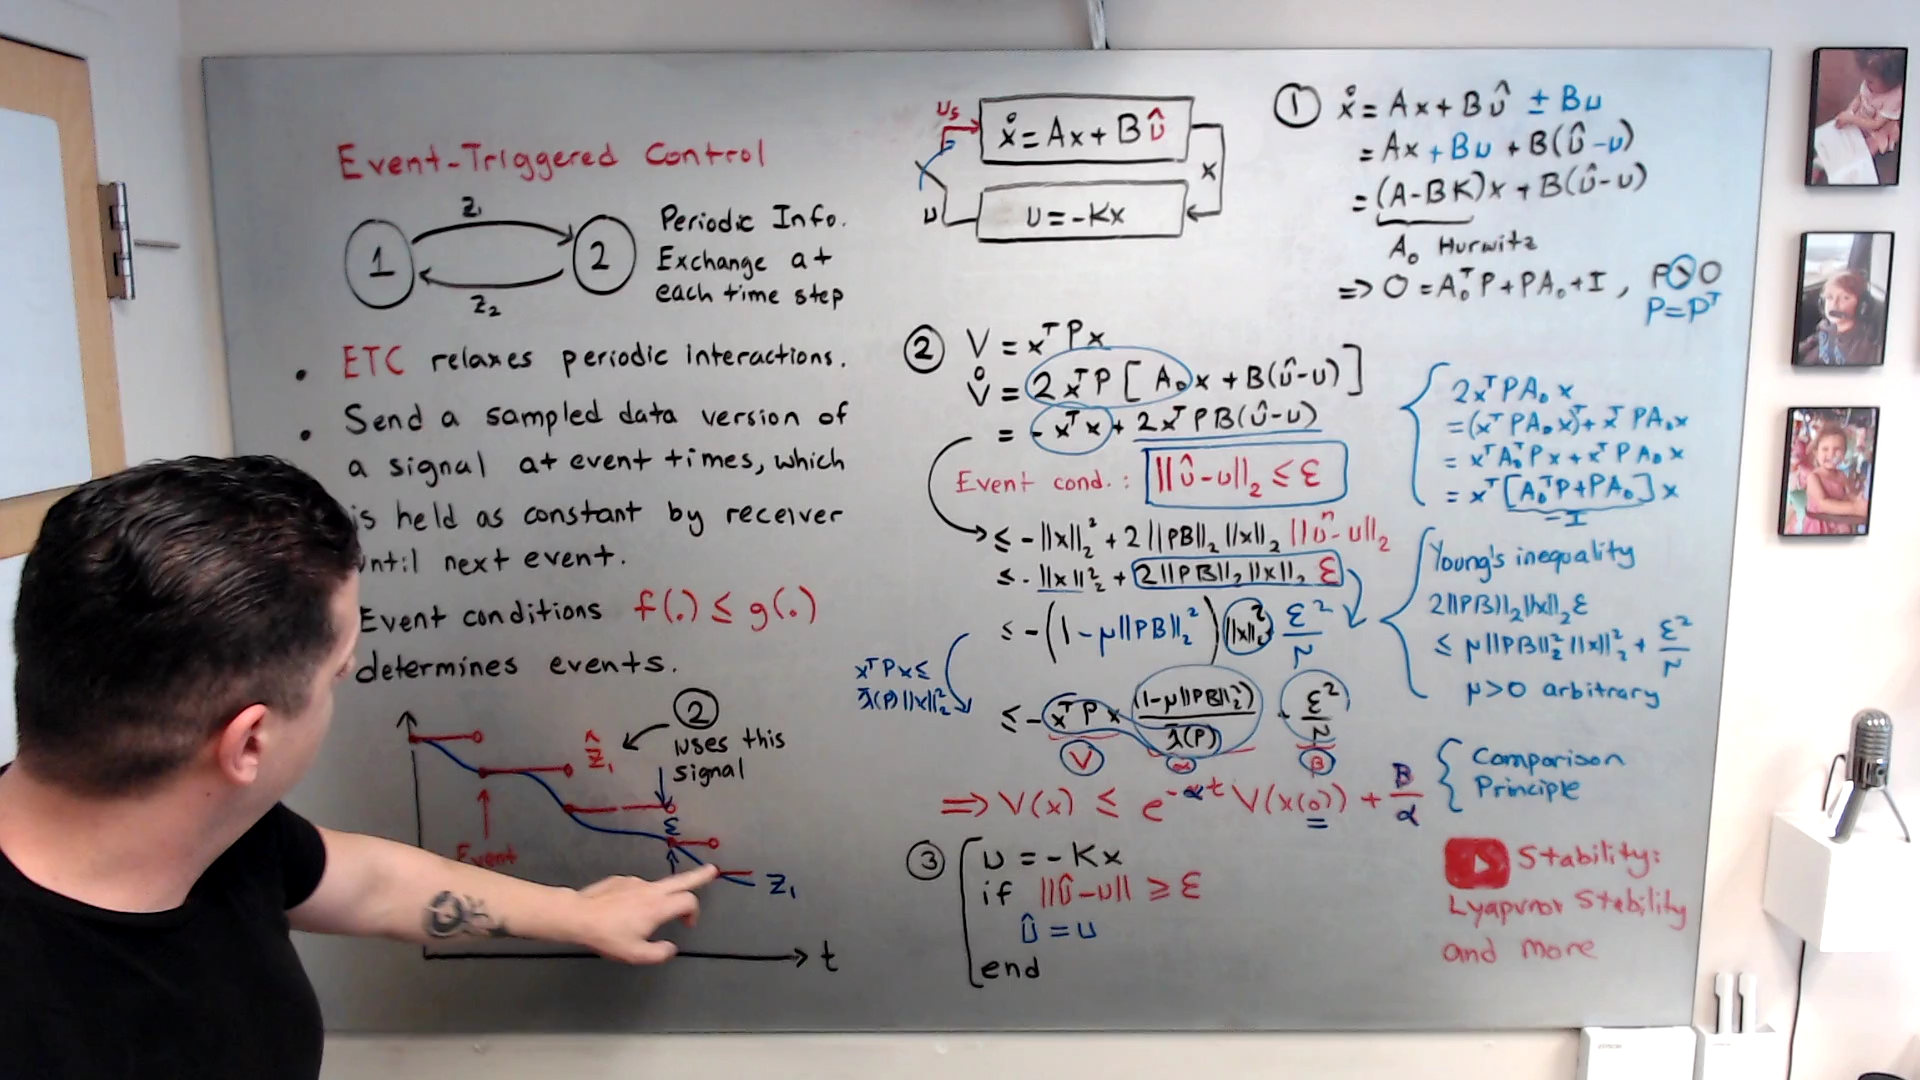 Event-Triggered Control
1
z₁
2
z₂
Periodic Info.
Exchange at
each time step
• ETC relaxes periodic interactions.
• Send a sampled data version of
a signal at event times, which
is held as constant by receiver
until next event.
Event conditions f(.) ≤ g(.)
determines events.
② uses this
signal
ẑ₁
Event
ε
z₁
t
uₛ
ẋ = Ax + Bû
x
u
u = -Kx
① ẋ = Ax + Bû ± Bu
= Ax + Bu + B(û-u)
= (A-BK)x + B(û-u)
A₀ Hurwitz
=> 0 = A₀ᵀP + PA₀ + I , P>0
P=Pᵀ
② V = xᵀPx
V̇ = 2xᵀP[A₀x + B(û-u)]
= -xᵀx + 2xᵀPB(û-u)
Event cond.: ||û-u||₂ ≤ ε
≤ -||x||₂² + 2||PB||₂||x||₂ ||û-u||₂
≤ -||x||₂² + 2||PB||₂||x||₂ ε
≤ -(1-μ||PB||₂²)||x||₂² ε²/μ
xᵀPx ≤
λ̄(P)||x||₂²
≤ -xᵀPx (1-μ||PB||₂²)/λ̄(P) - ε²/μ
V α β
=> V(x) ≤ e^{-αt} V(x(0)) + β/α
2xᵀPA₀x
=(xᵀPA₀x)ᵀ+xᵀPA₀x
= xᵀA₀ᵀPx + xᵀPA₀x
= xᵀ[A₀ᵀP+PA₀]x
-I
Young's inequality
2||PB||₂||x||₂ε
≤ μ||PB||₂²||x||₂² + ε²/μ
μ>0 arbitrary
Comparison
Principle
③ u = -Kx
if ||û-u|| ≥ ε
û = u
end
Stability:
Lyapunov Stability
and more